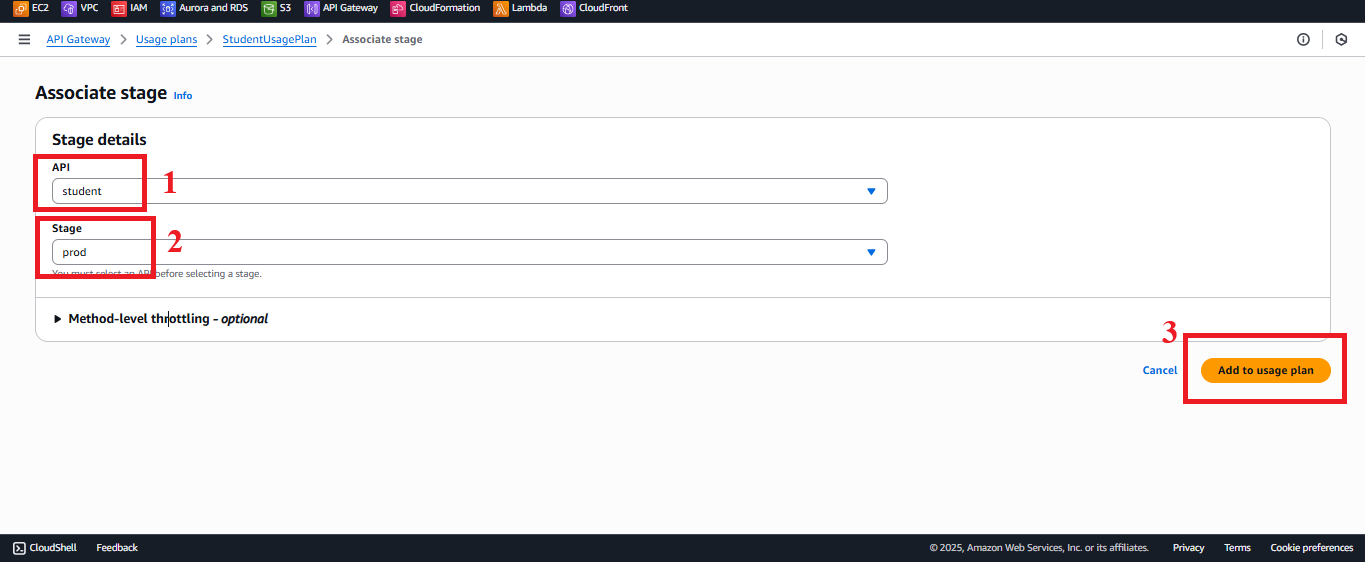 EC2 VPC IAM Aurora and RDS S3 API Gateway CloudFormation Lambda CloudFront
API Gateway > Usage plans > StudentUsagePlan > Associate stage
Associate stage Info
Stage details
API
student
1
Stage
2
prod
You must select an API before selecting a stage.
Method-level throttling - optional
3
Cancel Add to usage plan
CloudShell Feedback © 2025, Amazon Web Services, Inc. or its affiliates. Privacy Terms Cookie preferences